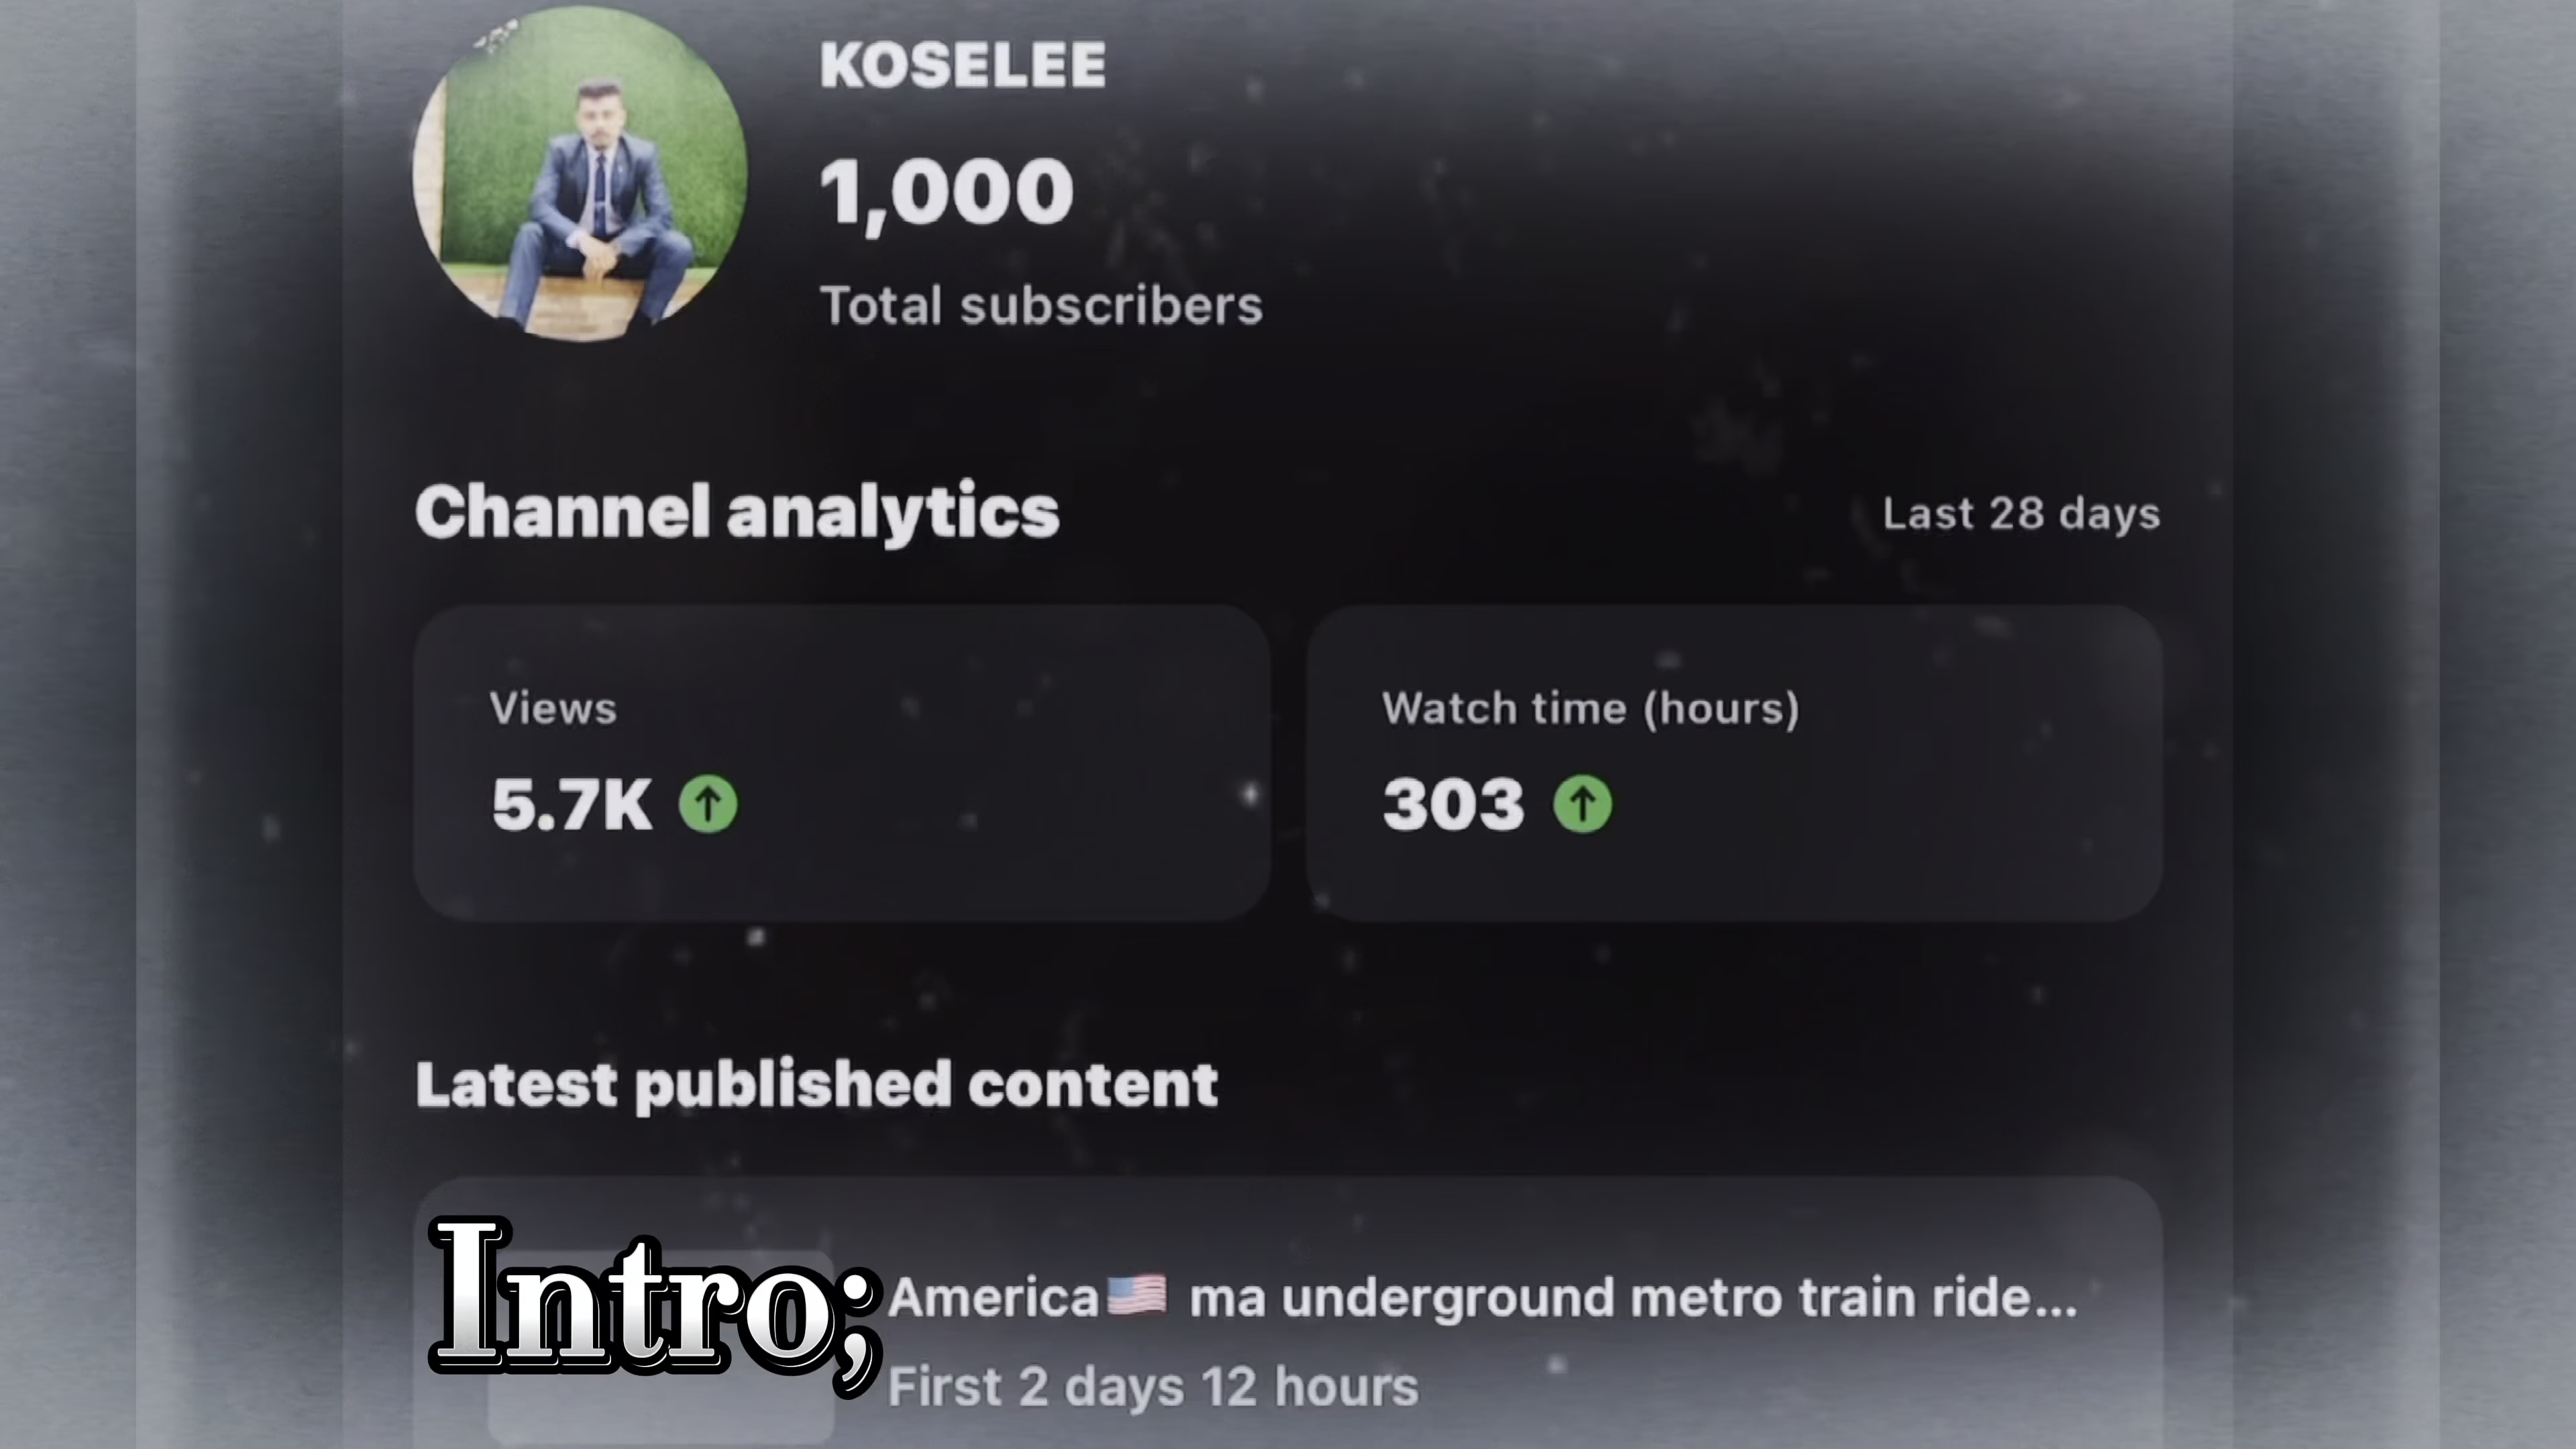 KOSELEE
1,000
Total subscribers
Channel analytics
Last 28 days
Views
Watch time (hours)
5.7K
303
Latest published content
Intro;
America🇺🇸 ma underground metro train ride...
First 2 days 12 hours